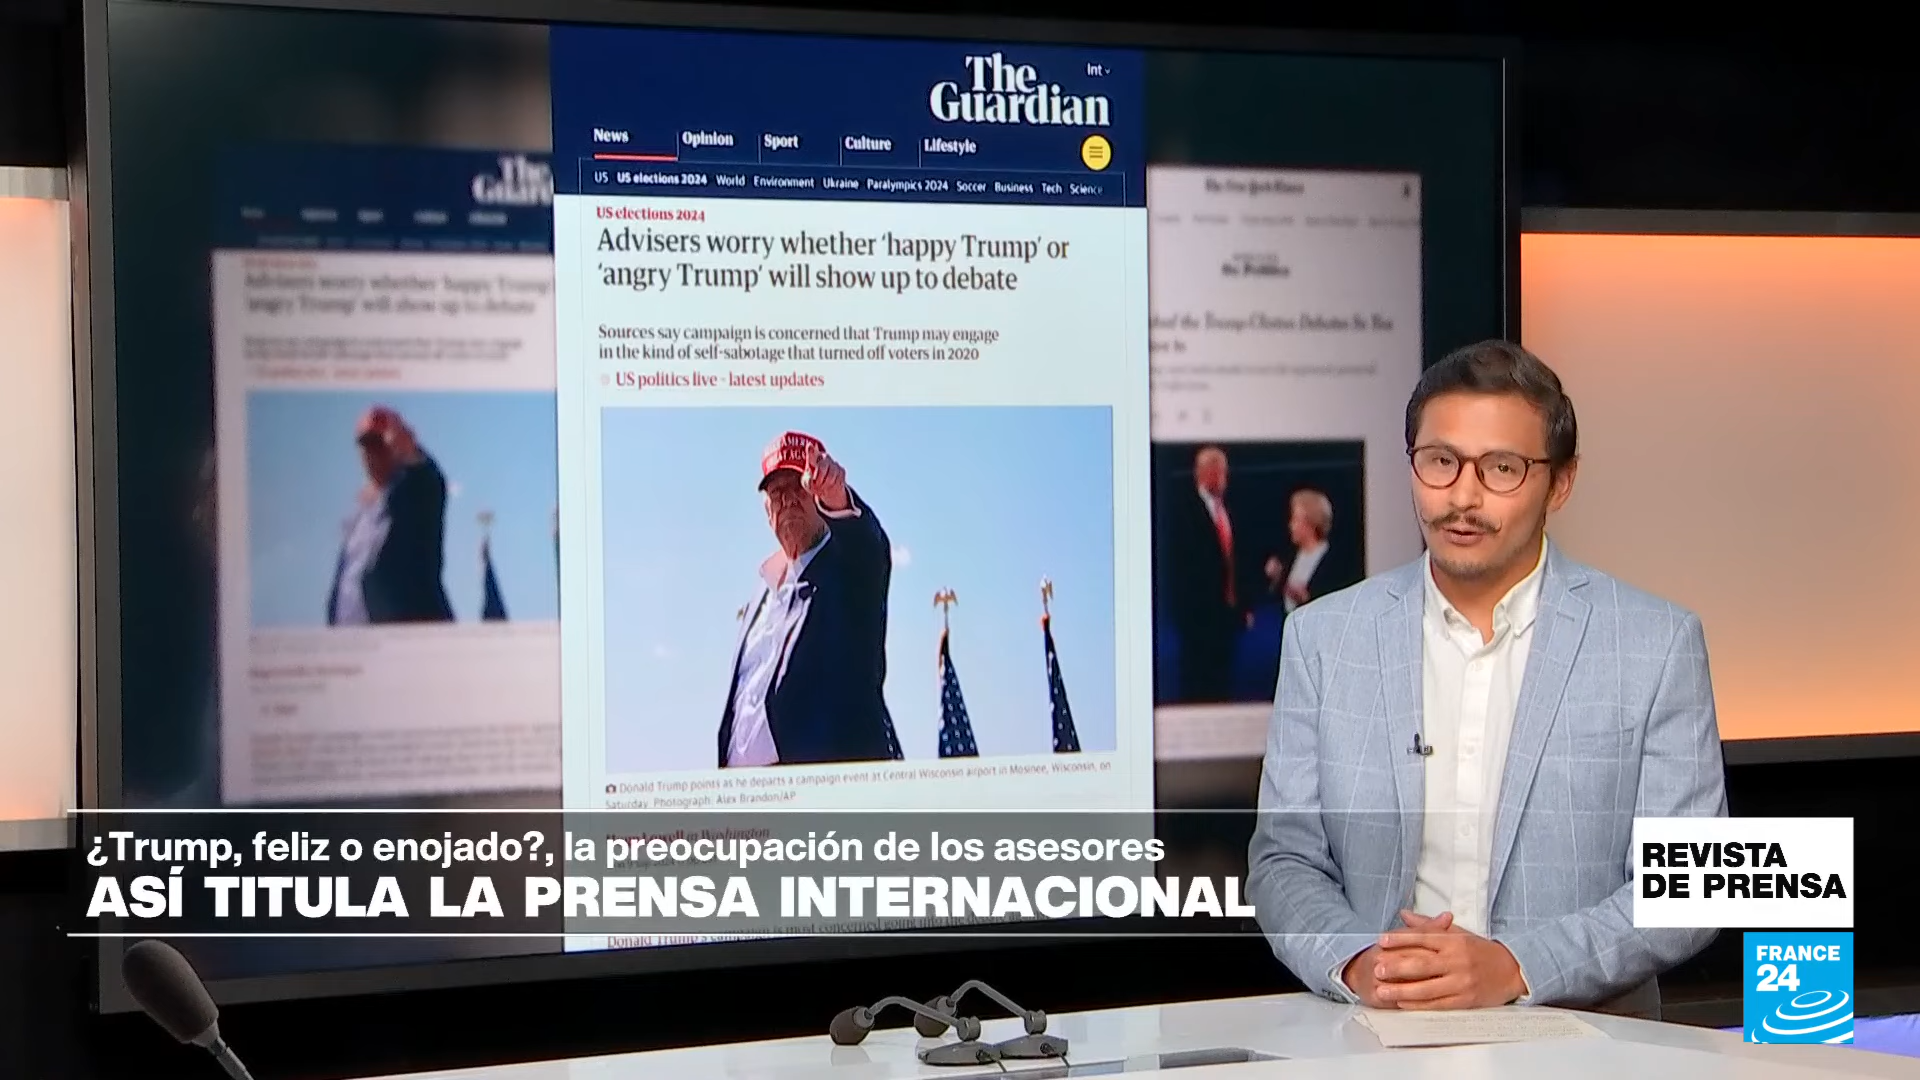 The
Guardian
Int
News
Opinion
Sport
Culture
Lifestyle
US US elections 2024 World Environment Ukraine Paralympics 2024 Soccer Business Tech Science
US elections 2024
Advisers worry whether ‘happy Trump’ or
‘angry Trump’ will show up to debate
Sources say campaign is concerned that Trump may engage
in the kind of self-sabotage that turned off voters in 2020
US politics live - latest updates
Donald Trump points as he departs a campaign event at Central Wisconsin airport in Mosinee, Wisconsin, on
Saturday. Photograph: Alex Brandon/AP
¿Trump, feliz o enojado?, la preocupación de los asesores
ASÍ TITULA LA PRENSA INTERNACIONAL
REVISTA
DE PRENSA
FRANCE
24